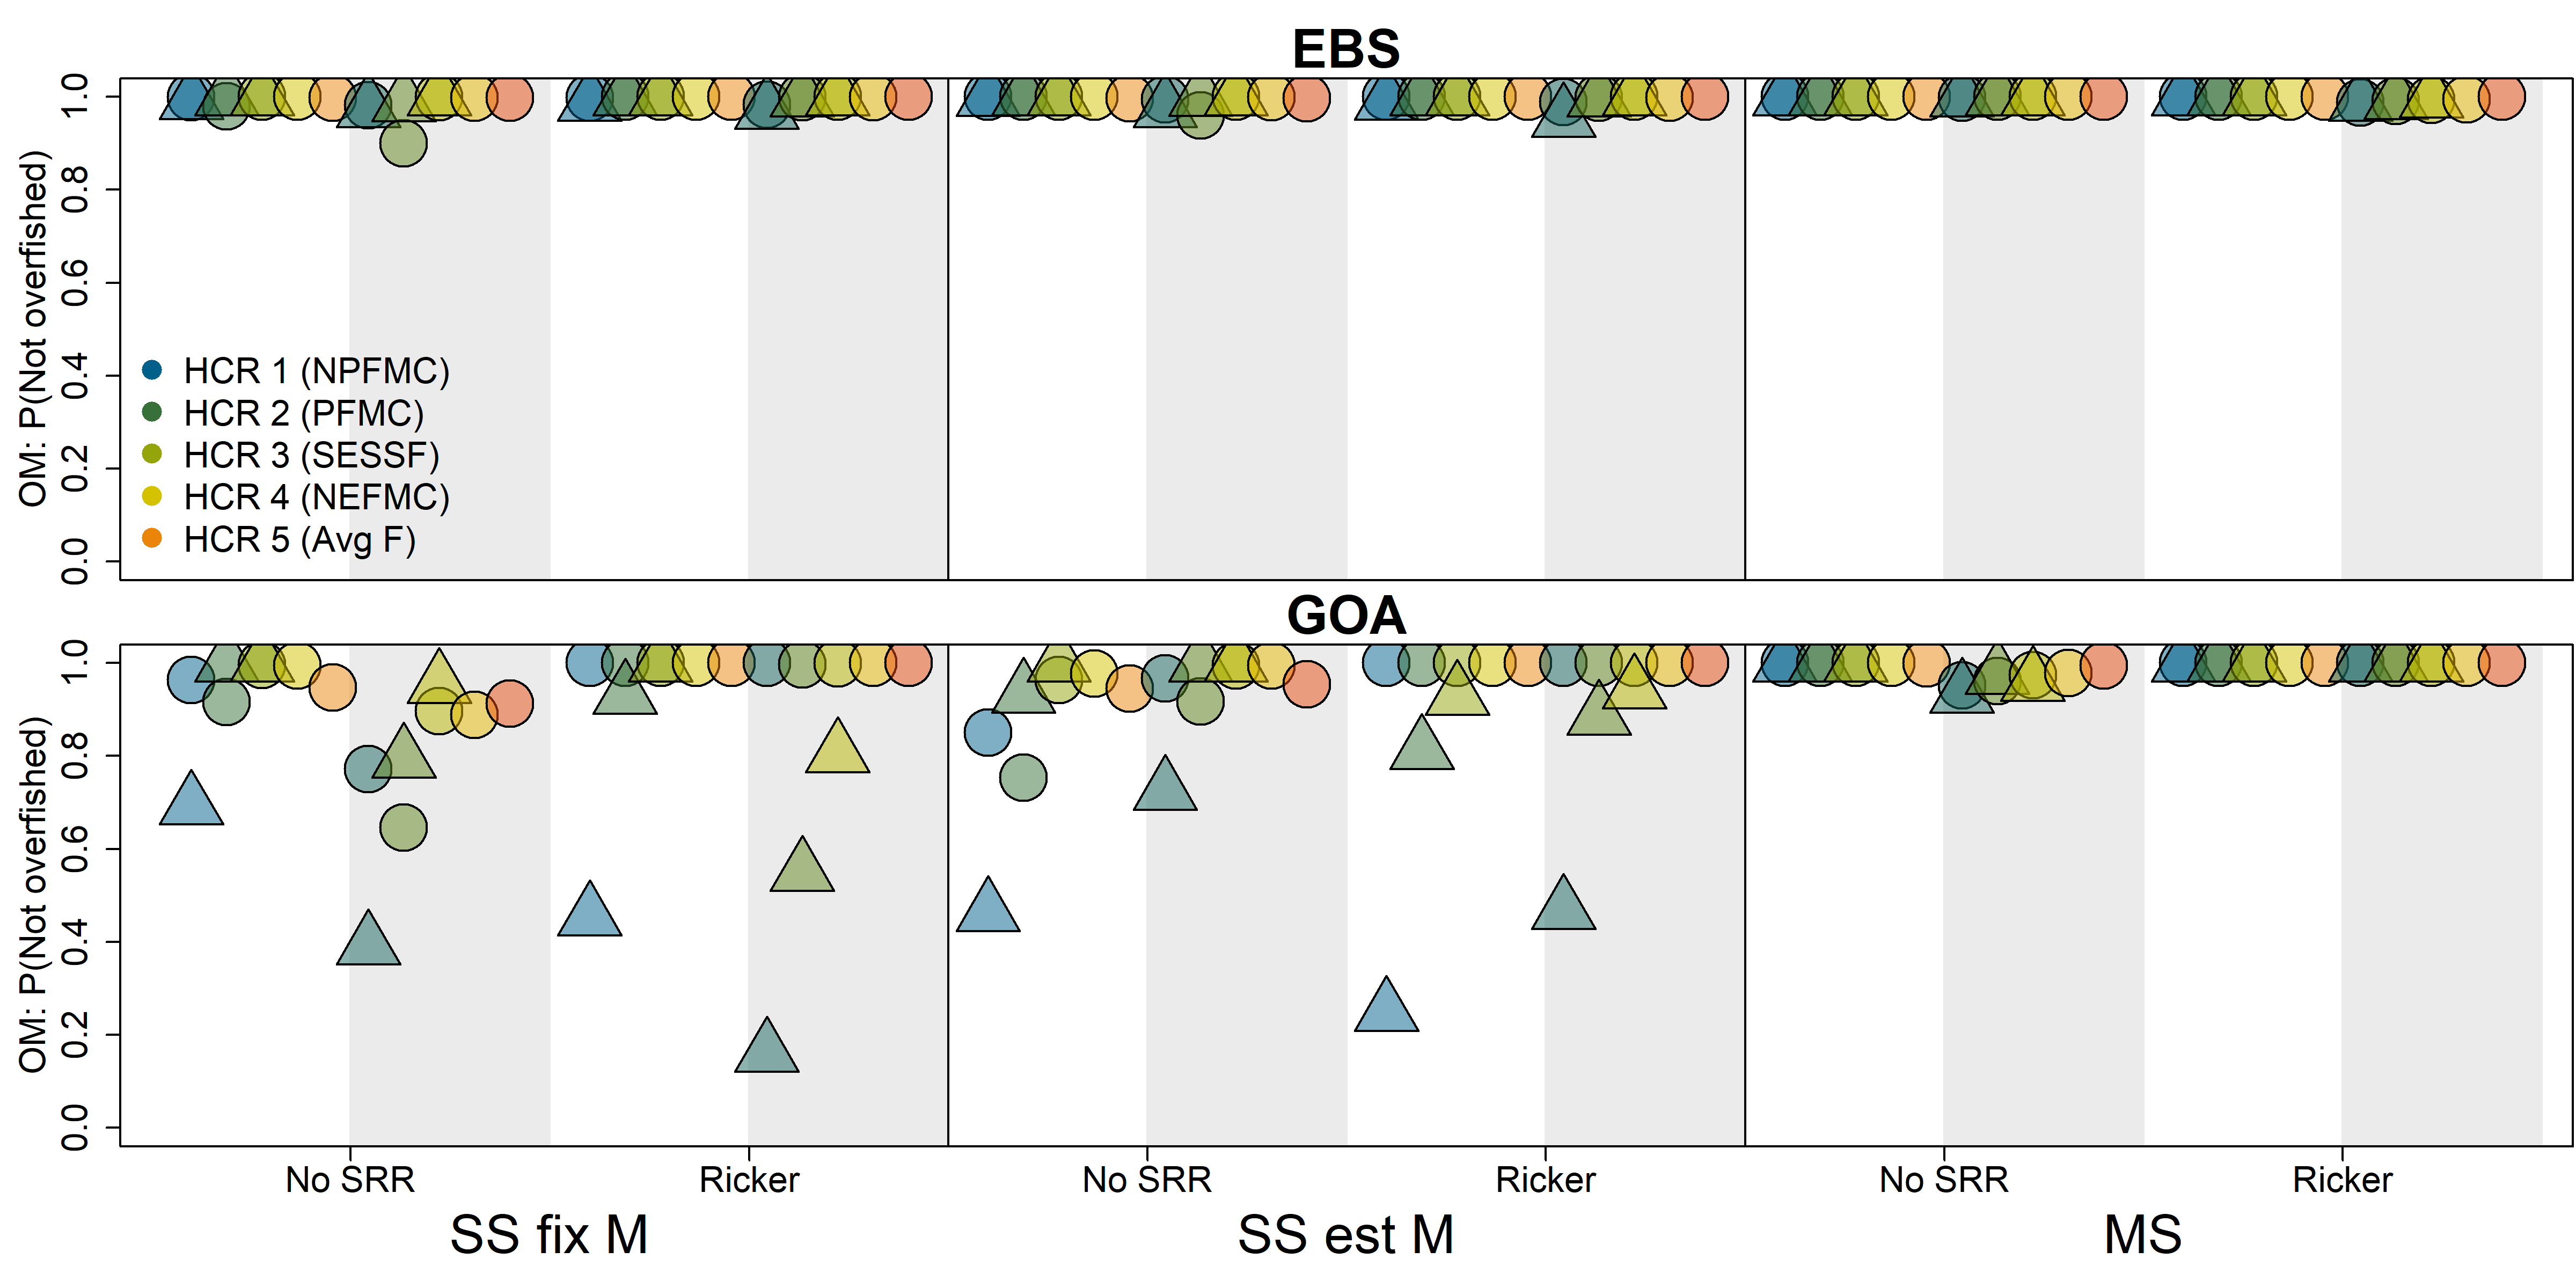 EBS
OM: P(Not overfished)
1.0
0.8
0.6
0.4
0.2
0.0
HCR 1 (NPFMC)
HCR 2 (PFMC)
HCR 3 (SESSF)
HCR 4 (NEFMC)
HCR 5 (Avg F)
GOA
OM: P(Not overfished)
1.0
0.8
0.6
0.4
0.2
0.0
No SRR Ricker No SRR Ricker No SRR Ricker
SS fix M SS est M MS